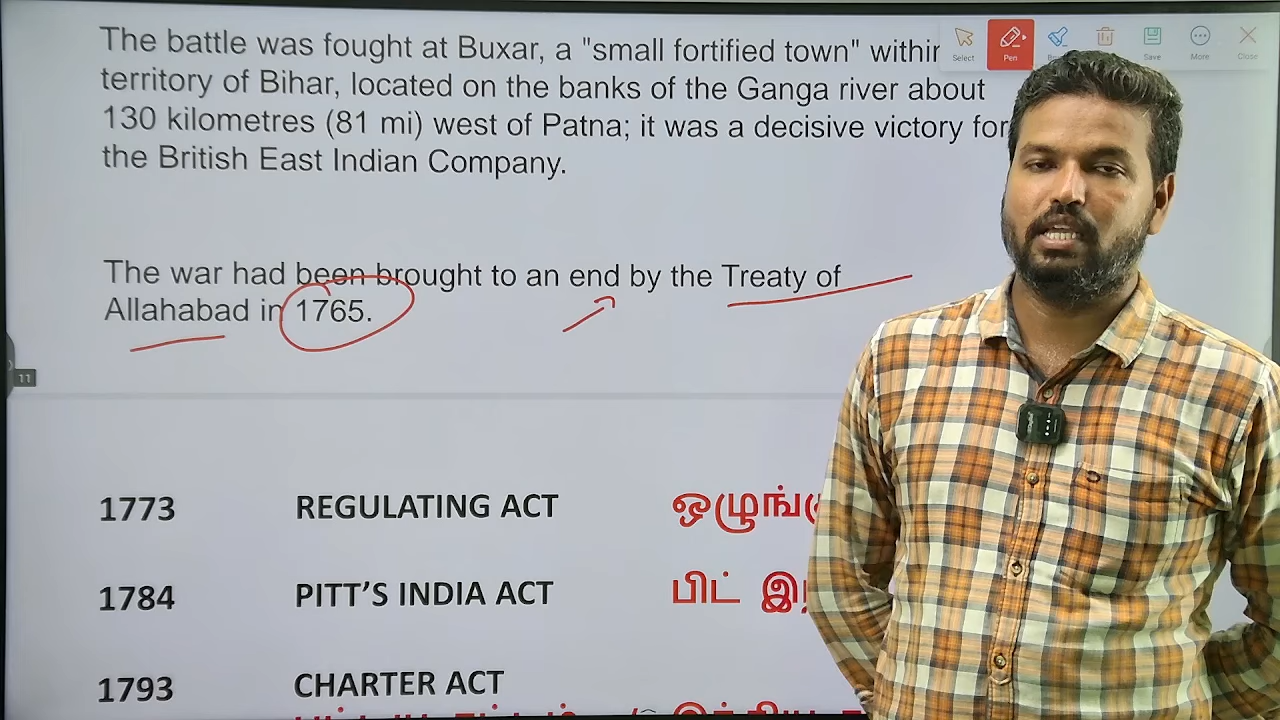 The battle was fought at Buxar, a "small fortified town" within
territory of Bihar, located on the banks of the Ganga river about
130 kilometres (81 mi) west of Patna; it was a decisive victory for
the British East Indian Company.
Select Pen Save More Close
The war had been brought to an end by the Treaty of
Allahabad in 1765.
11
1773 REGULATING ACT
1784 PITT'S INDIA ACT பிட்
1793 CHARTER ACT